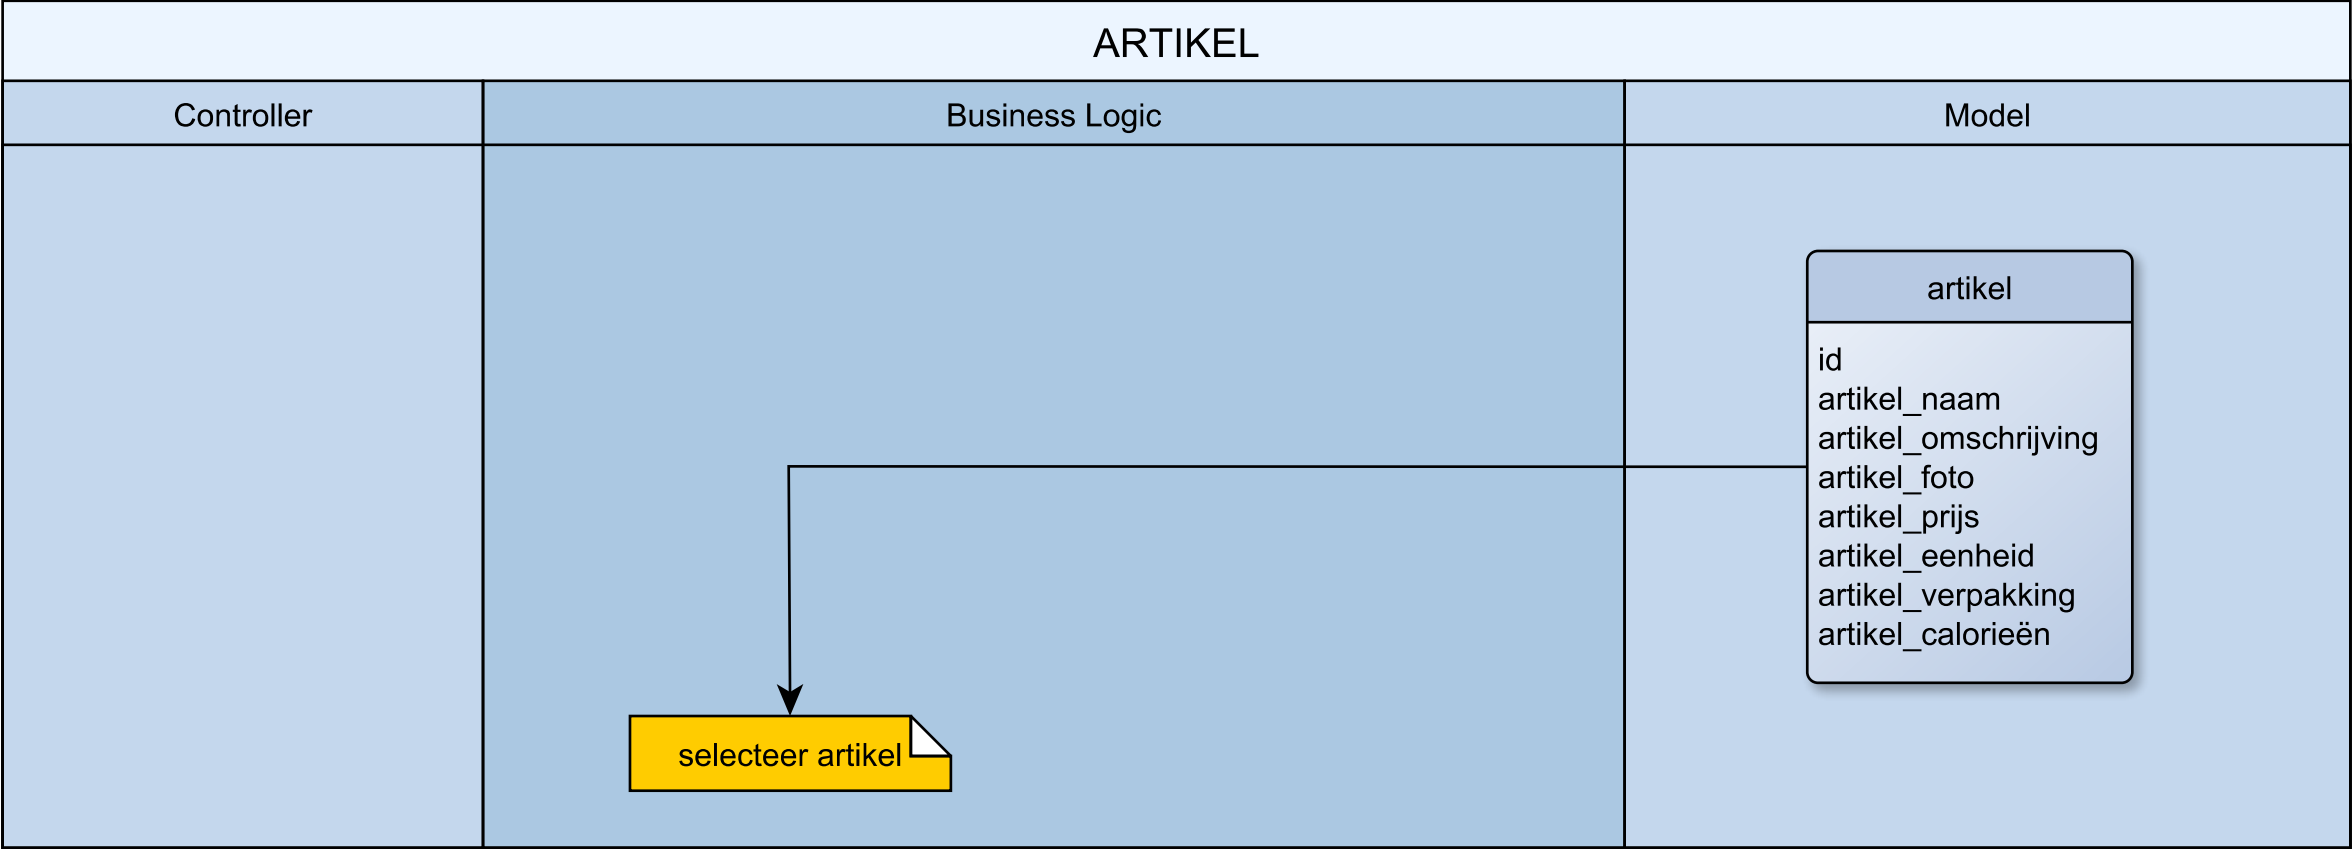 ARTIKEL
Controller
Business Logic
Model
artikel
id
artikel_naam
artikel_omschrijving
artikel_foto
artikel_prijs
artikel_eenheid
artikel_verpakking
artikel_calorieën
selecteer artikel